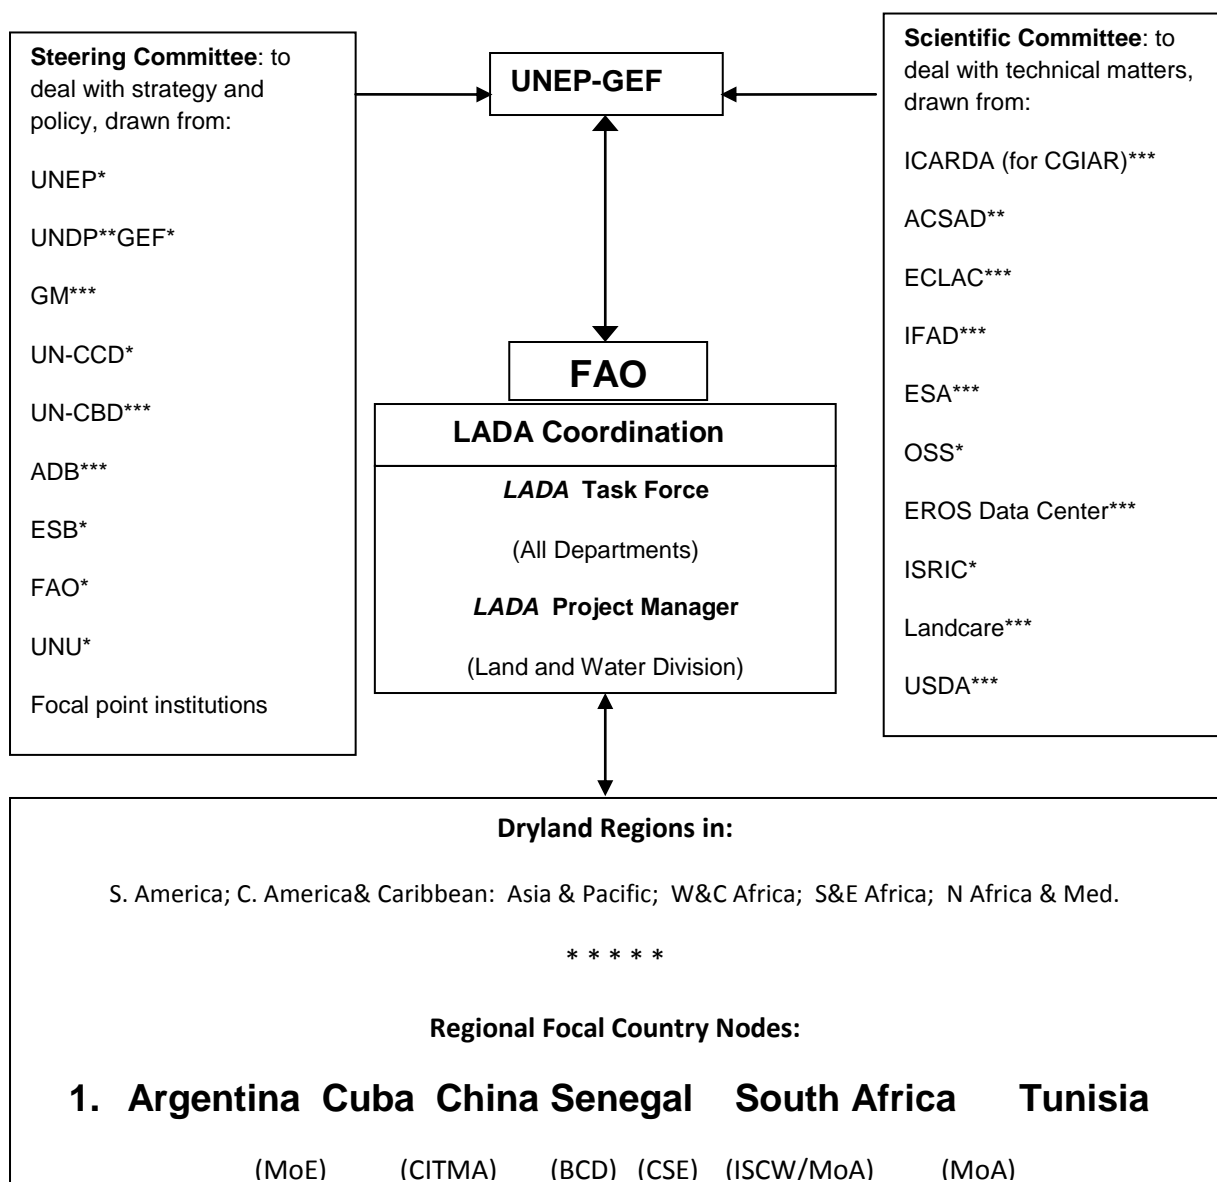 Steering Committee: to
deal with strategy and
policy, drawn from:
UNEP*
UNDP**GEF*
GM***
UN-CCD*
UN-CBD***
ADB***
ESB*
FAO*
UNU*
Focal point institutions
UNEP-GEF
FAO
LADA Coordination
LADA Task Force
(All Departments)
LADA Project Manager
(Land and Water Division)
Scientific Committee: to
deal with technical matters,
drawn from:
ICARDA (for CGIAR)***
ACSAD**
ECLAC***
IFAD***
ESA***
OSS*
EROS Data Center***
ISRIC*
Landcare***
USDA***
Dryland Regions in:
S. America; C. America& Caribbean: Asia & Pacific; W&C Africa; S&E Africa; N Africa & Med.
* * * * *
Regional Focal Country Nodes:
1. Argentina Cuba China Senegal South Africa Tunisia
(MoE) (CITMA) (BCD) (CSE) (ISCW/MoA) (MoA)